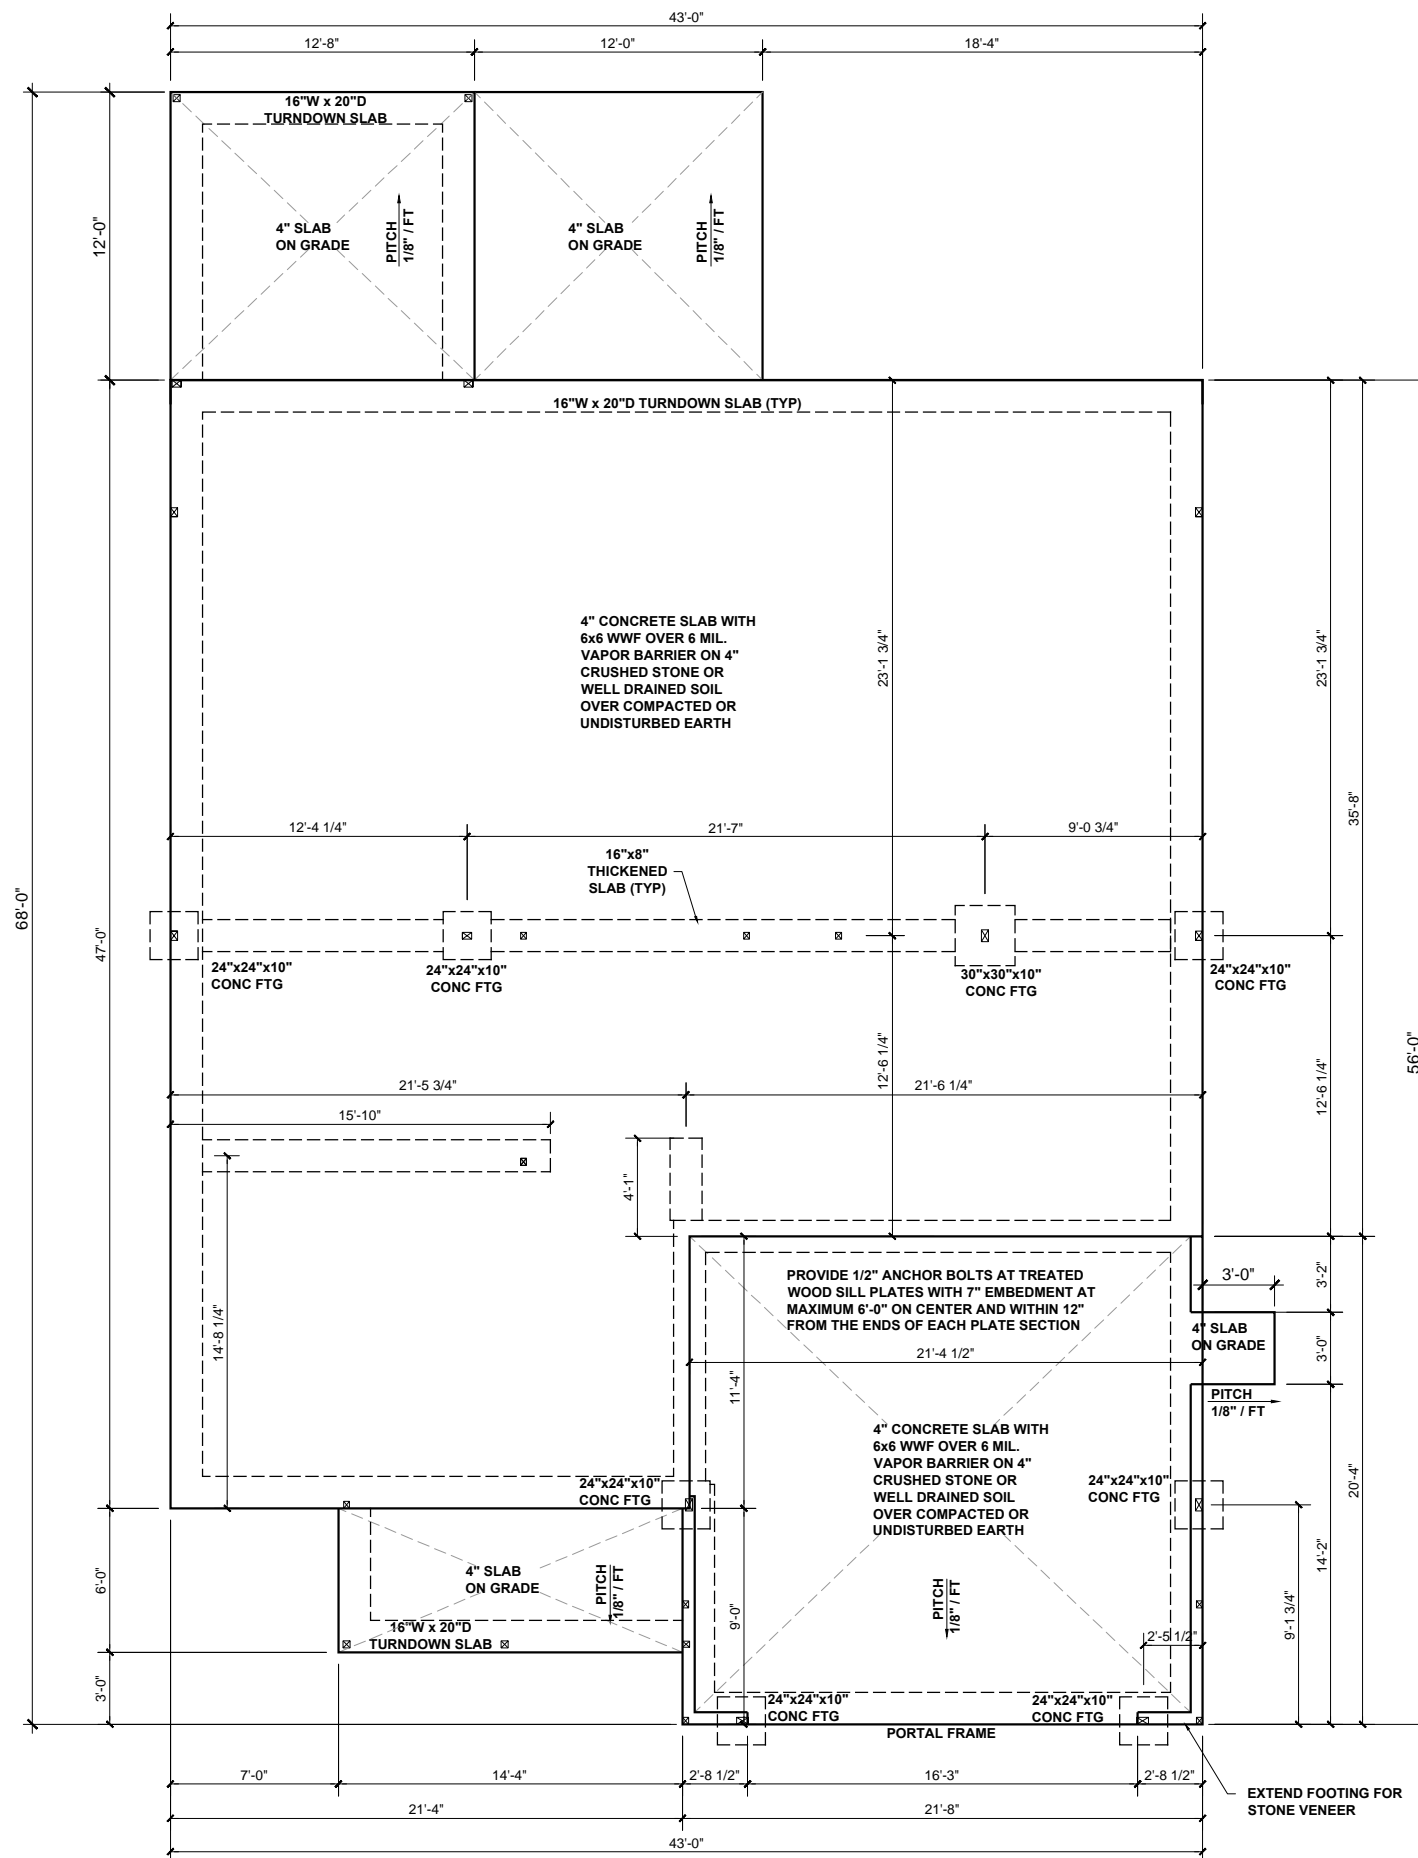 43'-0"
12'-8"
12'-0"
18'-4"
16"W x 20"D
TURNDOWN SLAB
4" SLAB
ON GRADE
PITCH
1/8" / FT
4" SLAB
ON GRADE
PITCH
1/8" / FT
12'-0"
16"W x 20"D TURNDOWN SLAB (TYP)
4" CONCRETE SLAB WITH
6x6 WWF OVER 6 MIL.
VAPOR BARRIER ON 4"
CRUSHED STONE OR
WELL DRAINED SOIL
OVER COMPACTED OR
UNDISTURBED EARTH
23'-1 3/4"
23'-1 3/4"
35'-8"
12'-4 1/4"
21'-7"
9'-0 3/4"
16"x8"
THICKENED
SLAB (TYP)
68'-0"
47'-0"
24"x24"x10"
CONC FTG
24"x24"x10"
CONC FTG
30"x30"x10"
CONC FTG
24"x24"x10"
CONC FTG
56'-0"
12'-6 1/4"
12'-6 1/4"
21'-5 3/4"
21'-6 1/4"
15'-10"
4'-1"
14'-8 1/4"
PROVIDE 1/2" ANCHOR BOLTS AT TREATED
WOOD SILL PLATES WITH 7" EMBEDMENT AT
MAXIMUM 6'-0" ON CENTER AND WITHIN 12"
FROM THE ENDS OF EACH PLATE SECTION
3'-0"
3'-2"
4" SLAB
ON GRADE
3'-0"
21'-4 1/2"
11'-4"
PITCH
1/8" / FT
4" CONCRETE SLAB WITH
6x6 WWF OVER 6 MIL.
VAPOR BARRIER ON 4"
CRUSHED STONE OR
WELL DRAINED SOIL
OVER COMPACTED OR
UNDISTURBED EARTH
24"x24"x10"
CONC FTG
24"x24"x10"
CONC FTG
20'-4"
14'-2"
6'-0"
4" SLAB
ON GRADE
PITCH
1/8" / FT
PITCH
1/8" / FT
9'-0"
9'-1 3/4"
16"W x 20"D
TURNDOWN SLAB
2'-5 1/2"
3'-0"
24"x24"x10"
CONC FTG
24"x24"x10"
CONC FTG
PORTAL FRAME
7'-0"
14'-4"
2'-8 1/2"
16'-3"
2'-8 1/2"
EXTEND FOOTING FOR
STONE VENEER
21'-4"
21'-8"
43'-0"